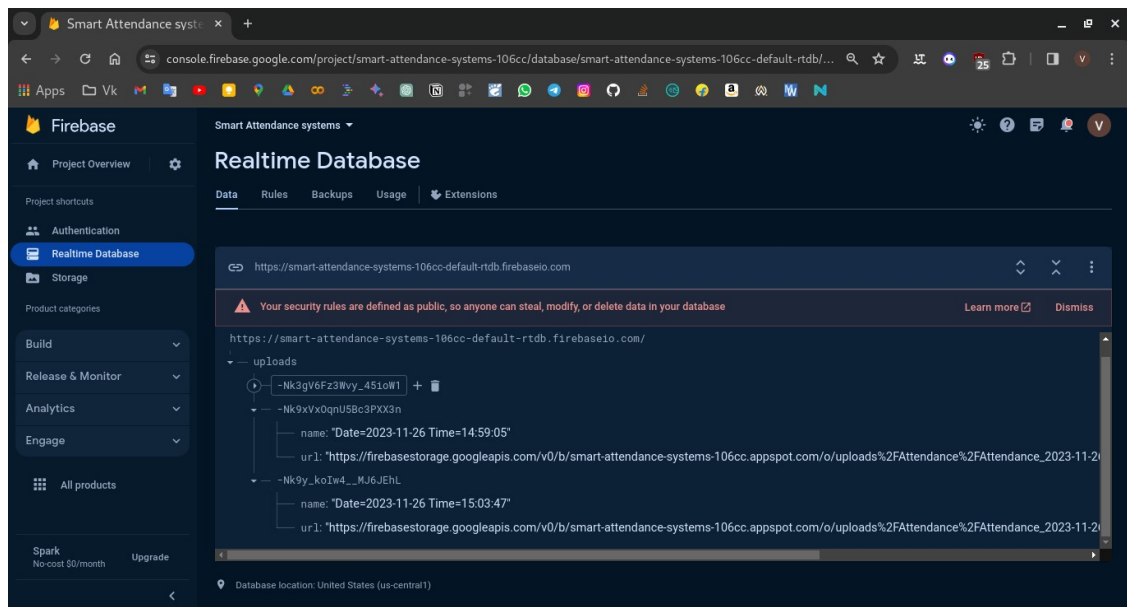 Smart Attendance syste
console.firebase.google.com/project/smart-attendance-systems-106cc/database/smart-attendance-systems-106cc-default-rtdb/...
25
V
Apps
Vk
Firebase
Smart Attendance systems
V
Project Overview
Realtime Database
Data Rules Backups Usage Extensions
Project shortcuts
Authentication
Realtime Database
Storage
https://smart-attendance-systems-106cc-default-rtdb.firebaseio.com
Product categories
Your security rules are defined as public, so anyone can steal, modify, or delete data in your database
Learn more
Dismiss
https://smart-attendance-systems-106cc-default-rtdb.firebaseio.com/
Build
uploads
Release & Monitor
-Nk3gV6Fz3Wvy_45ioW1
Analytics
-Nk9xVxOqnU5Bc3PXX3n
name: "Date=2023-11-26 Time=14:59:05"
Engage
url: "https://firebasestorage.googleapis.com/v0/b/smart-attendance-systems-106cc.appspot.com/o/uploads%2FAttendance%2FAttendance_2023-11-26
All products
-Nk9y_koIw4__MJ6JEhL
name: "Date=2023-11-26 Time=15:03:47"
url: "https://firebasestorage.googleapis.com/v0/b/smart-attendance-systems-106cc.appspot.com/o/uploads%2FAttendance%2FAttendance_2023-11-26
Spark
No-cost $0/month
Upgrade
Database location: United States (us-central1)